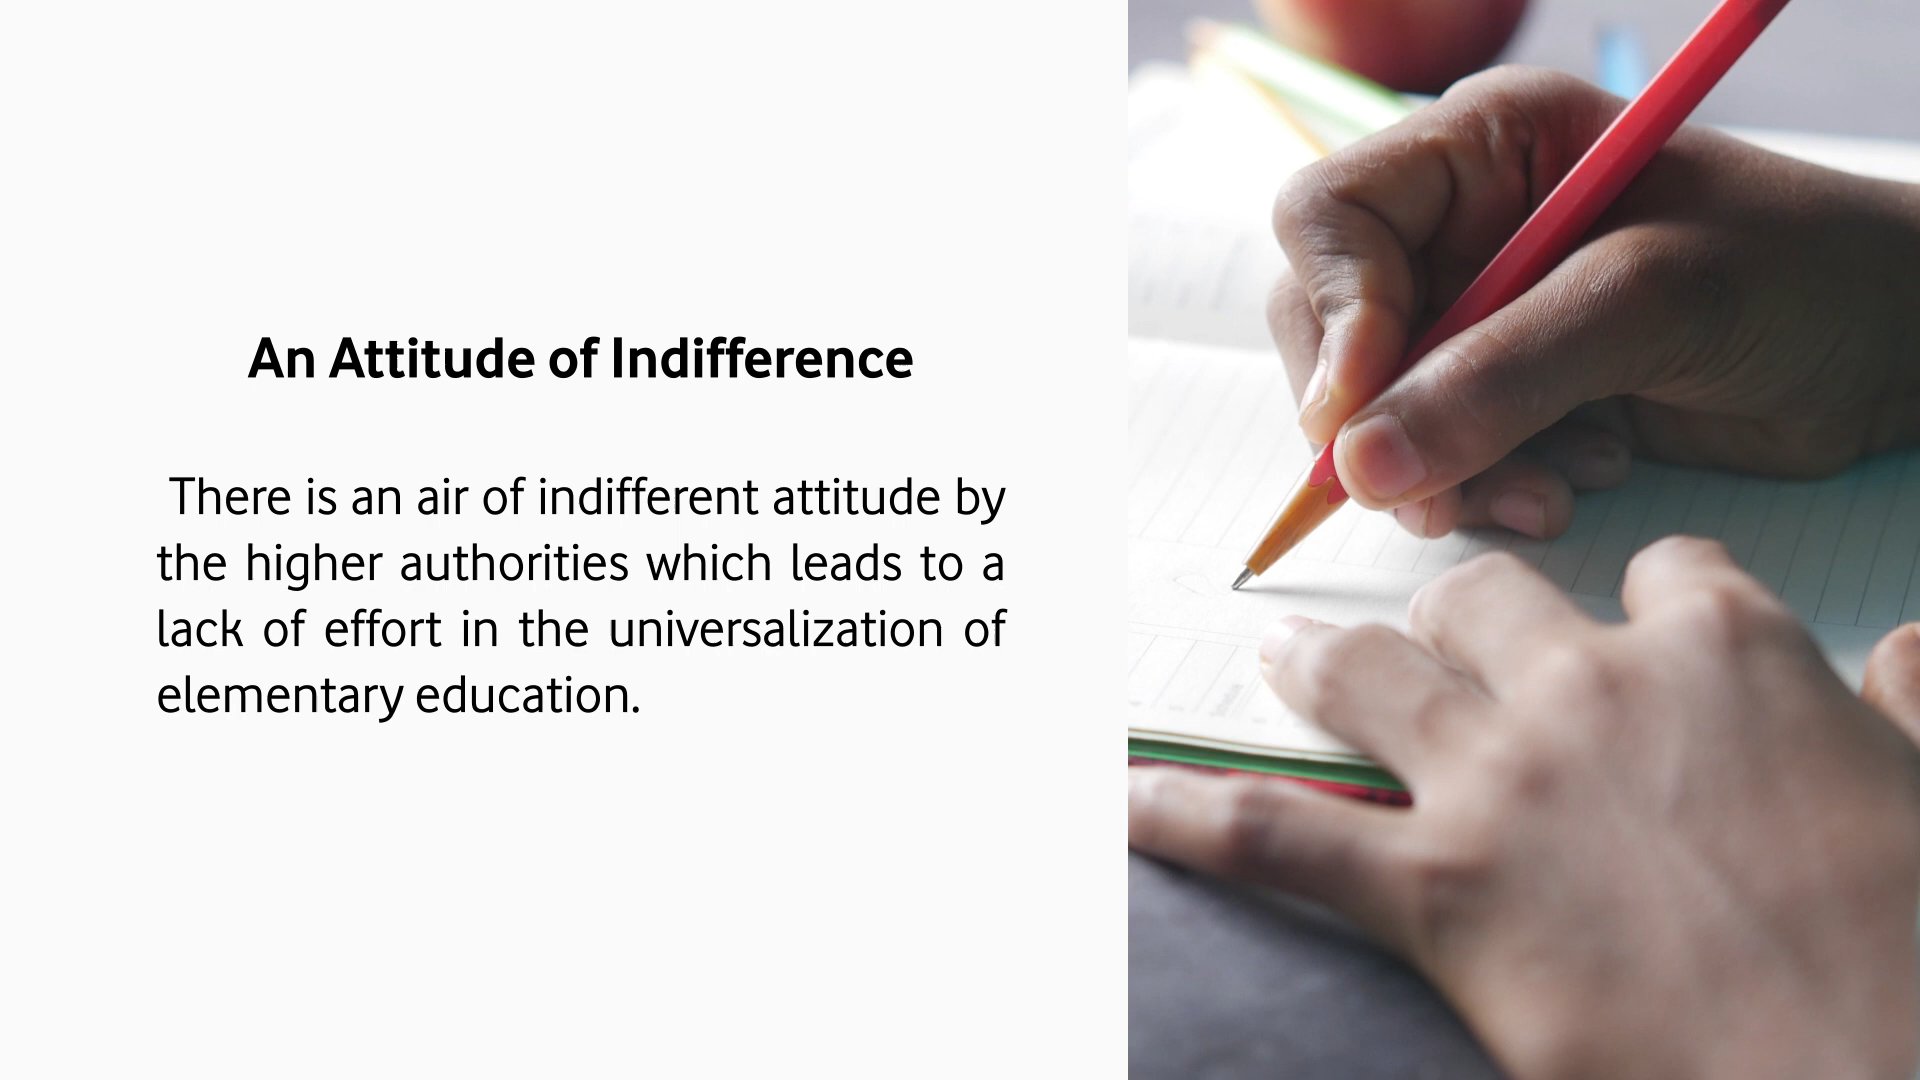 An Attitude of Indifference
There is an air of indifferent attitude by
the higher authorities which leads to a
lack of effort in the universalization of
elementary education.